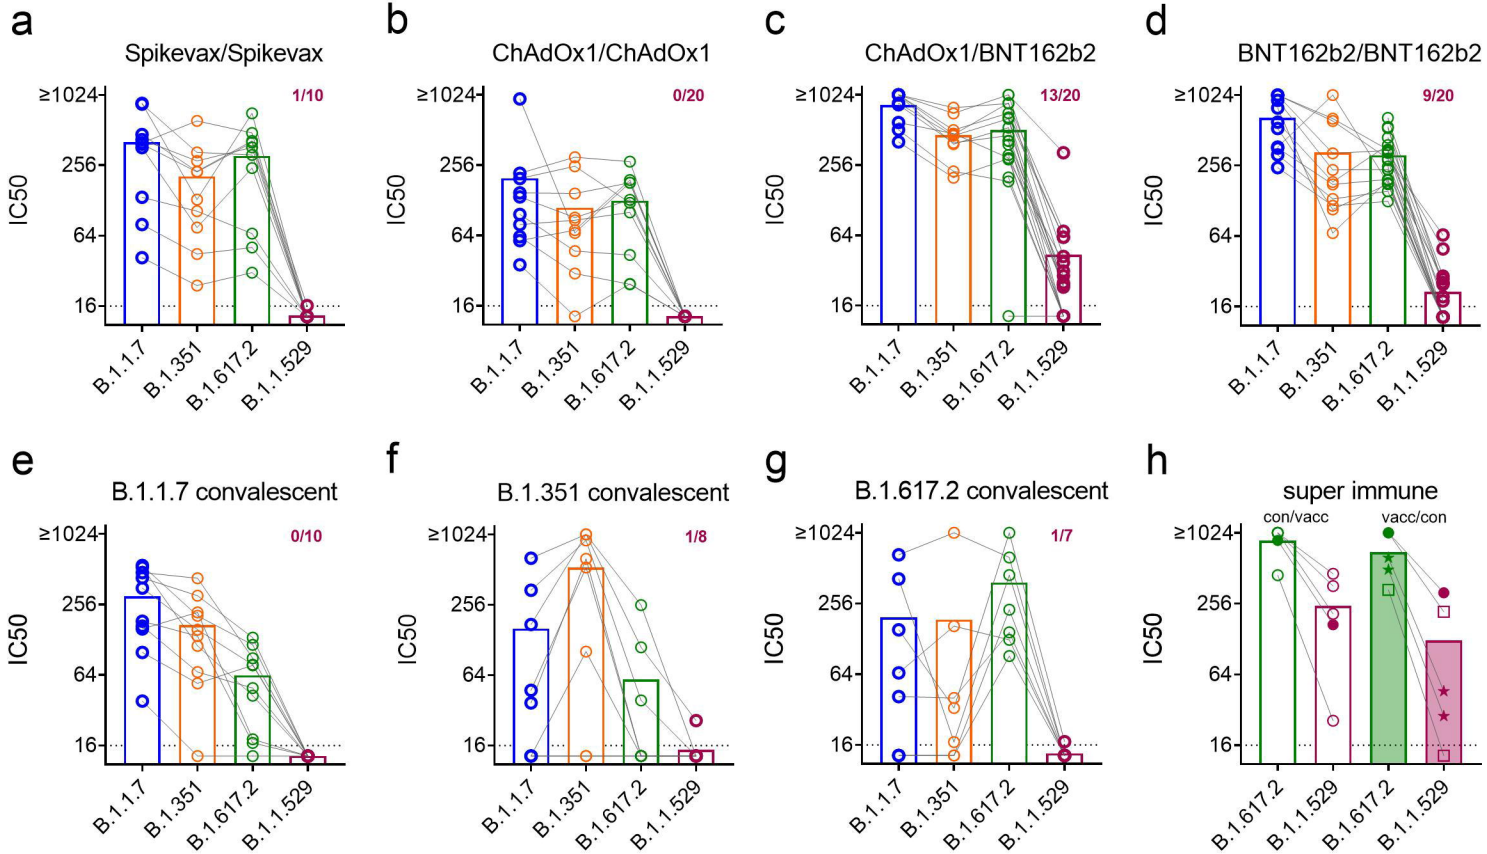 a
Spikevax/Spikevax
1/10
IC50
≥1024
256
64
16
B.1.1.7
B.1.351
B.1.617.2
B.1.1.529
b
ChAdOx1/ChAdOx1
0/20
IC50
≥1024
256
64
16
B.1.1.7
B.1.351
B.1.617.2
B.1.1.529
c
ChAdOx1/BNT162b2
13/20
IC50
≥1024
256
64
16
B.1.1.7
B.1.351
B.1.617.2
B.1.1.529
d
BNT162b2/BNT162b2
9/20
IC50
≥1024
256
64
16
B.1.1.7
B.1.351
B.1.617.2
B.1.1.529
e
B.1.1.7 convalescent
0/10
IC50
≥1024
256
64
16
B.1.1.7
B.1.351
B.1.617.2
B.1.1.529
f
B.1.351 convalescent
1/8
IC50
≥1024
256
64
16
B.1.1.7
B.1.351
B.1.617.2
B.1.1.529
g
B.1.617.2 convalescent
1/7
IC50
≥1024
256
64
16
B.1.1.7
B.1.351
B.1.617.2
B.1.1.529
h
super immune
con/vacc vacc/con
IC50
≥1024
256
64
16
B.1.617.2
B.1.1.529
B.1.617.2
B.1.1.529